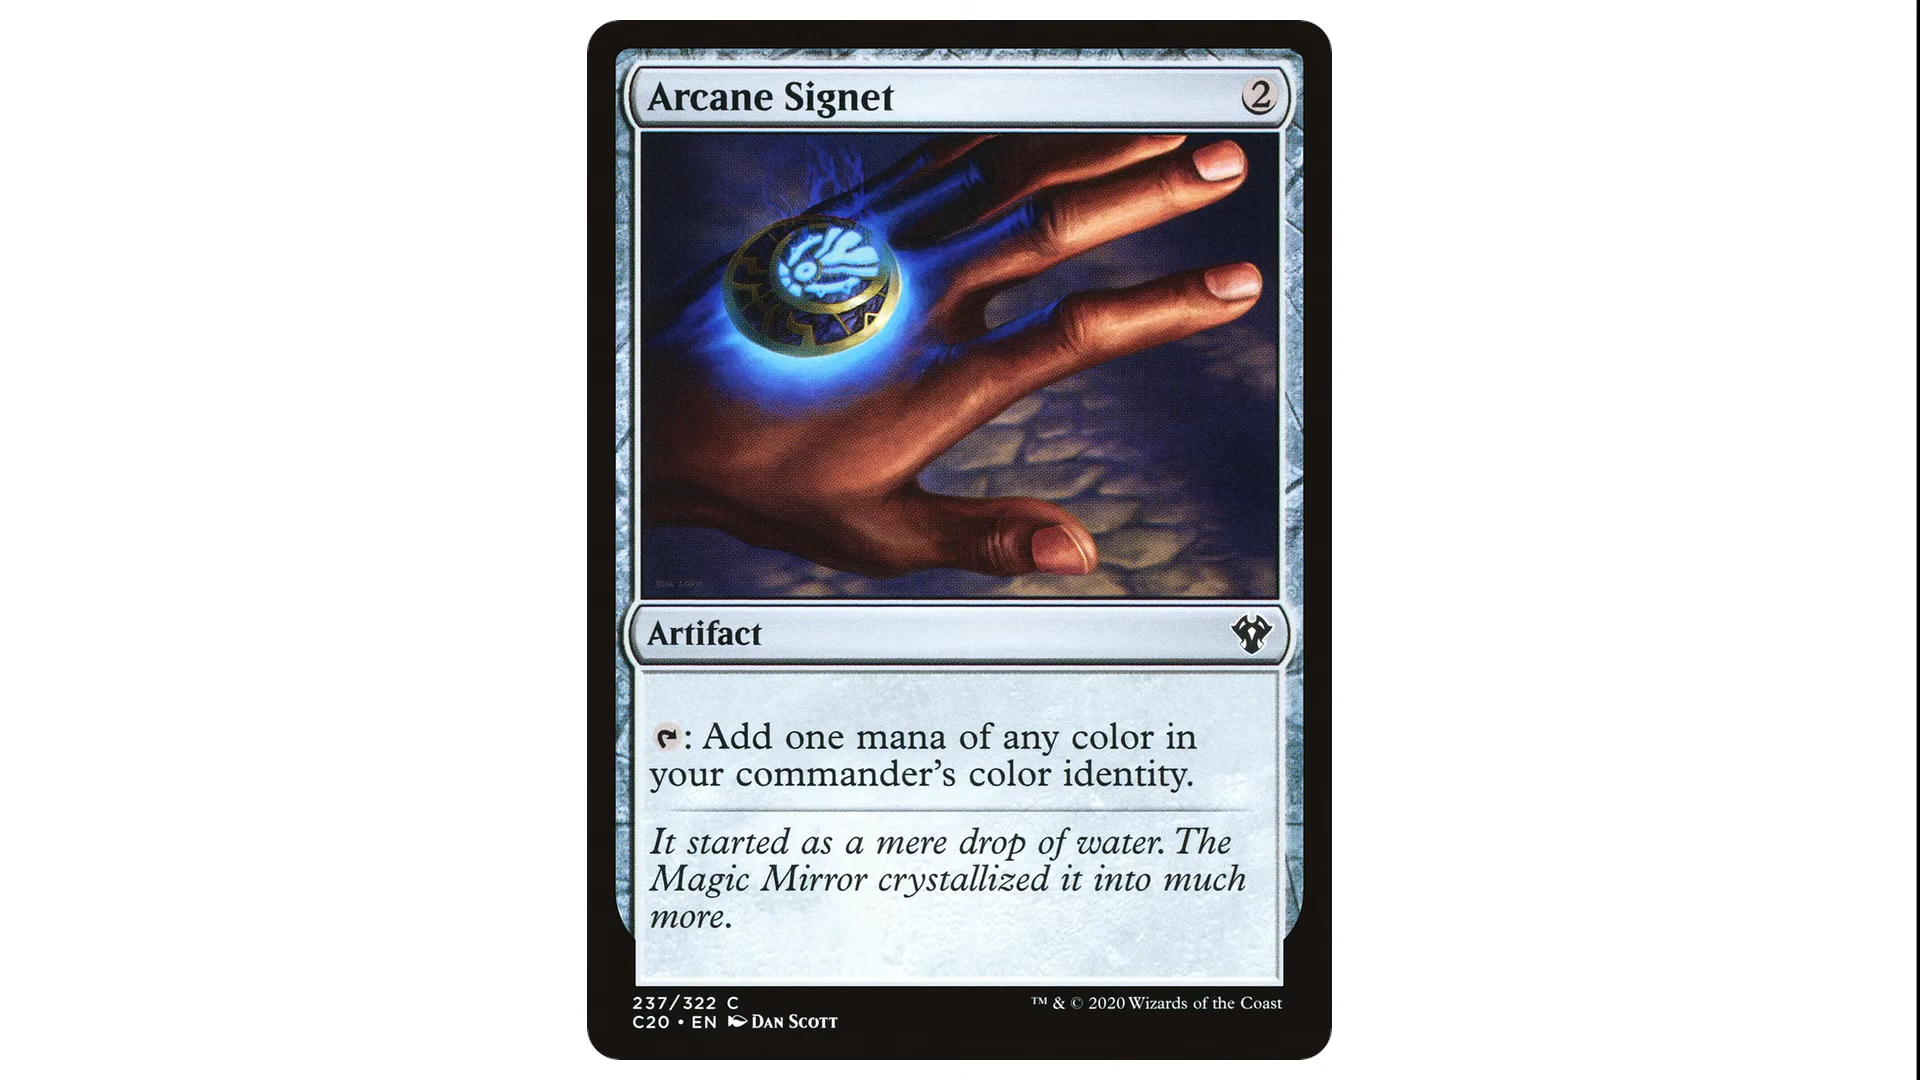 Arcane Signet 2
Artifact
: Add one mana of any color in
your commander's color identity.
It started as a mere drop of water. The
Magic Mirror crystallized it into much
more.
237/322 C ™ & © 2020 Wizards of the Coast
C20 • EN Dan Scott